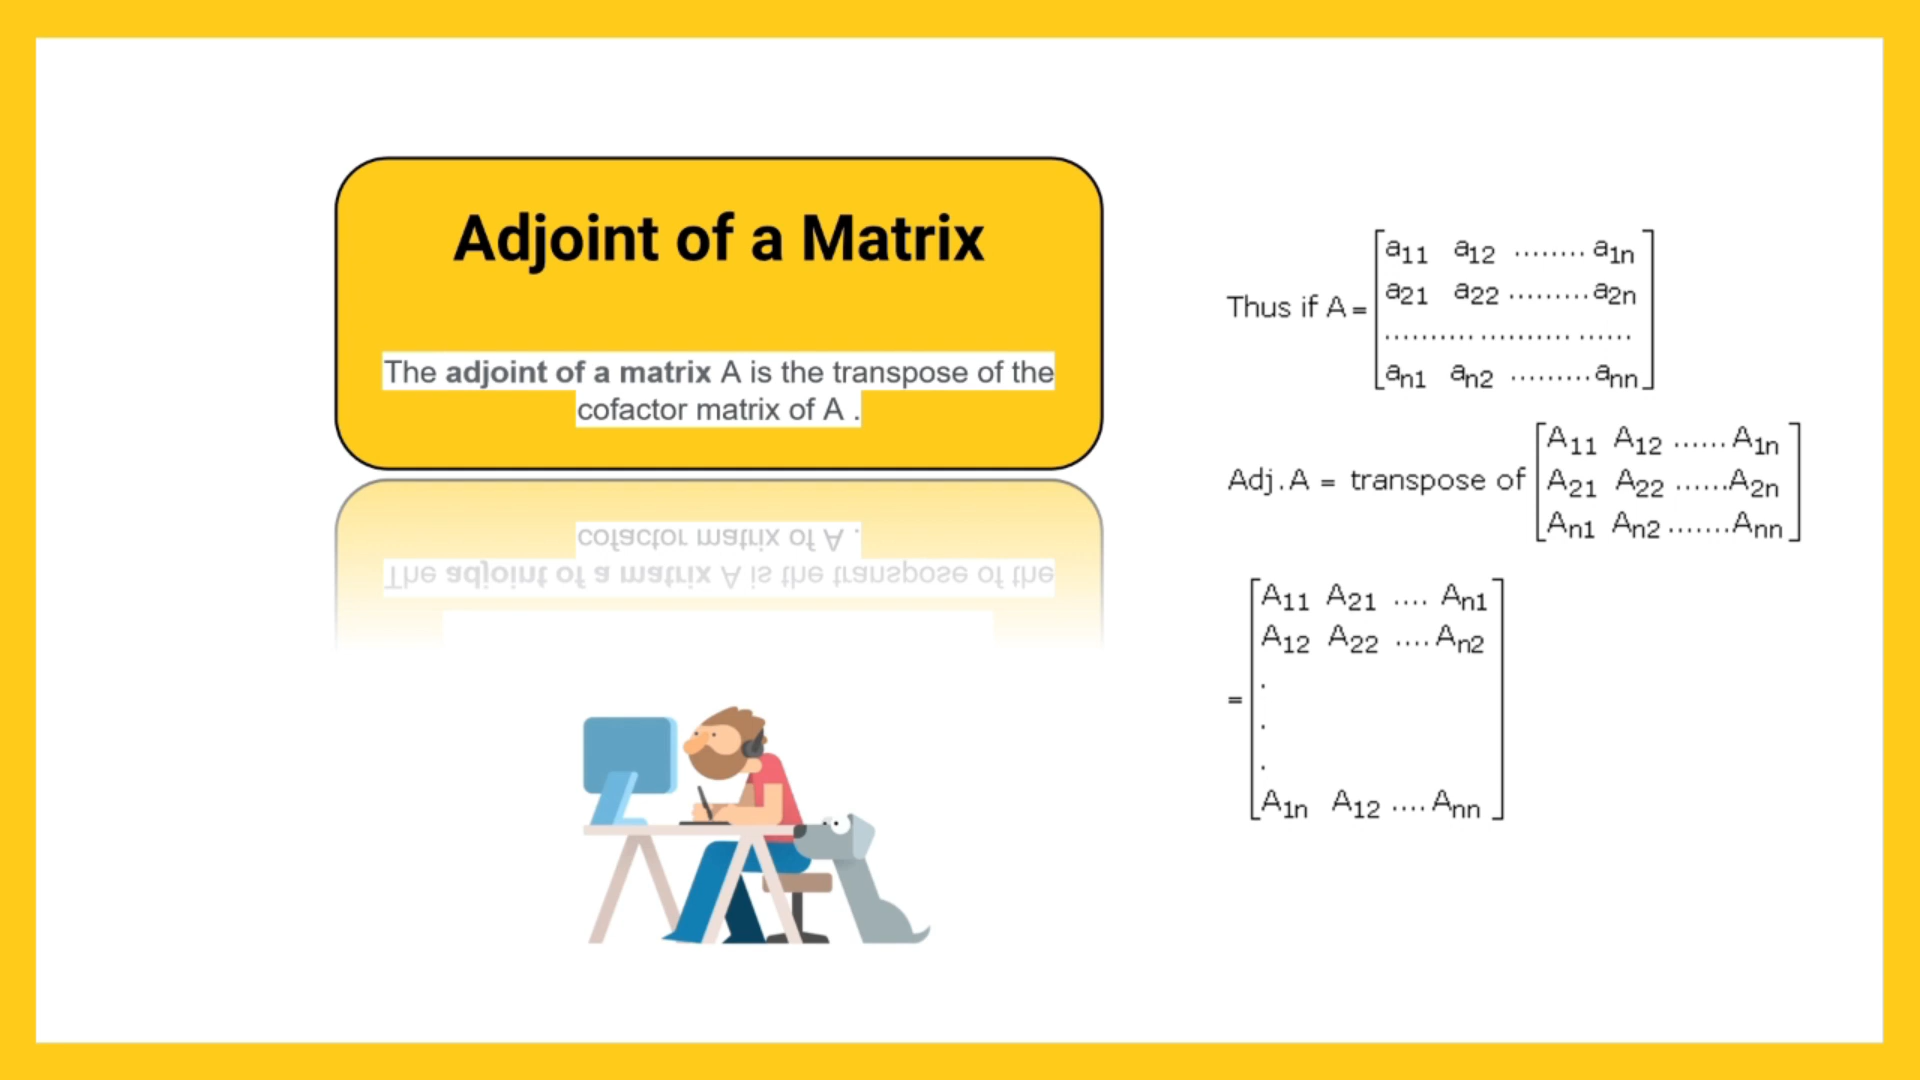 Adjoint of a Matrix
The adjoint of a matrix A is the transpose of the
cofactor matrix of A .
Thus if A =
a11 a12 ........ a1n
a21 a22 ......... a2n
.......... .......... ......
an1 an2 ......... ann
Adj.A = transpose of
A11 A12 ...... A1n
A21 A22 ...... A2n
An1 An2 ....... Ann
=
A11 A21 .... An1
A12 A22 .... An2
.
.
.
A1n A12 .... Ann